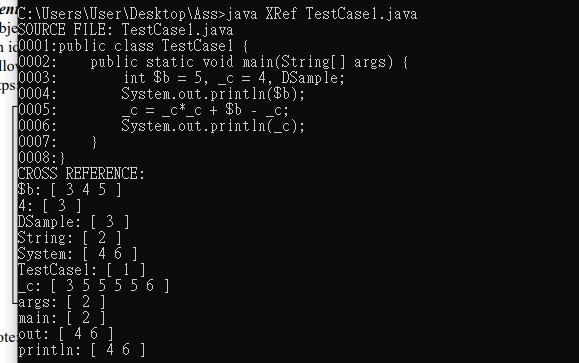 C:\Users\User\Desktop\Ass>java XRef TestCase1.java
SOURCE FILE: TestCase1.java
0001:public class TestCase1 {
0002:    public static void main(String[] args) {
0003:        int $b = 5, _c = 4, DSample;
0004:        System.out.println($b);
0005:        _c = _c*_c + $b - _c;
0006:        System.out.println(_c);
0007:    }
0008:}
CROSS REFERENCE:
$b: [ 3 4 5 ]
4: [ 3 ]
DSample: [ 3 ]
String: [ 2 ]
System: [ 4 6 ]
TestCase1: [ 1 ]
_c: [ 3 5 5 5 5 6 ]
args: [ 2 ]
main: [ 2 ]
out: [ 4 6 ]
println: [ 4 6 ]